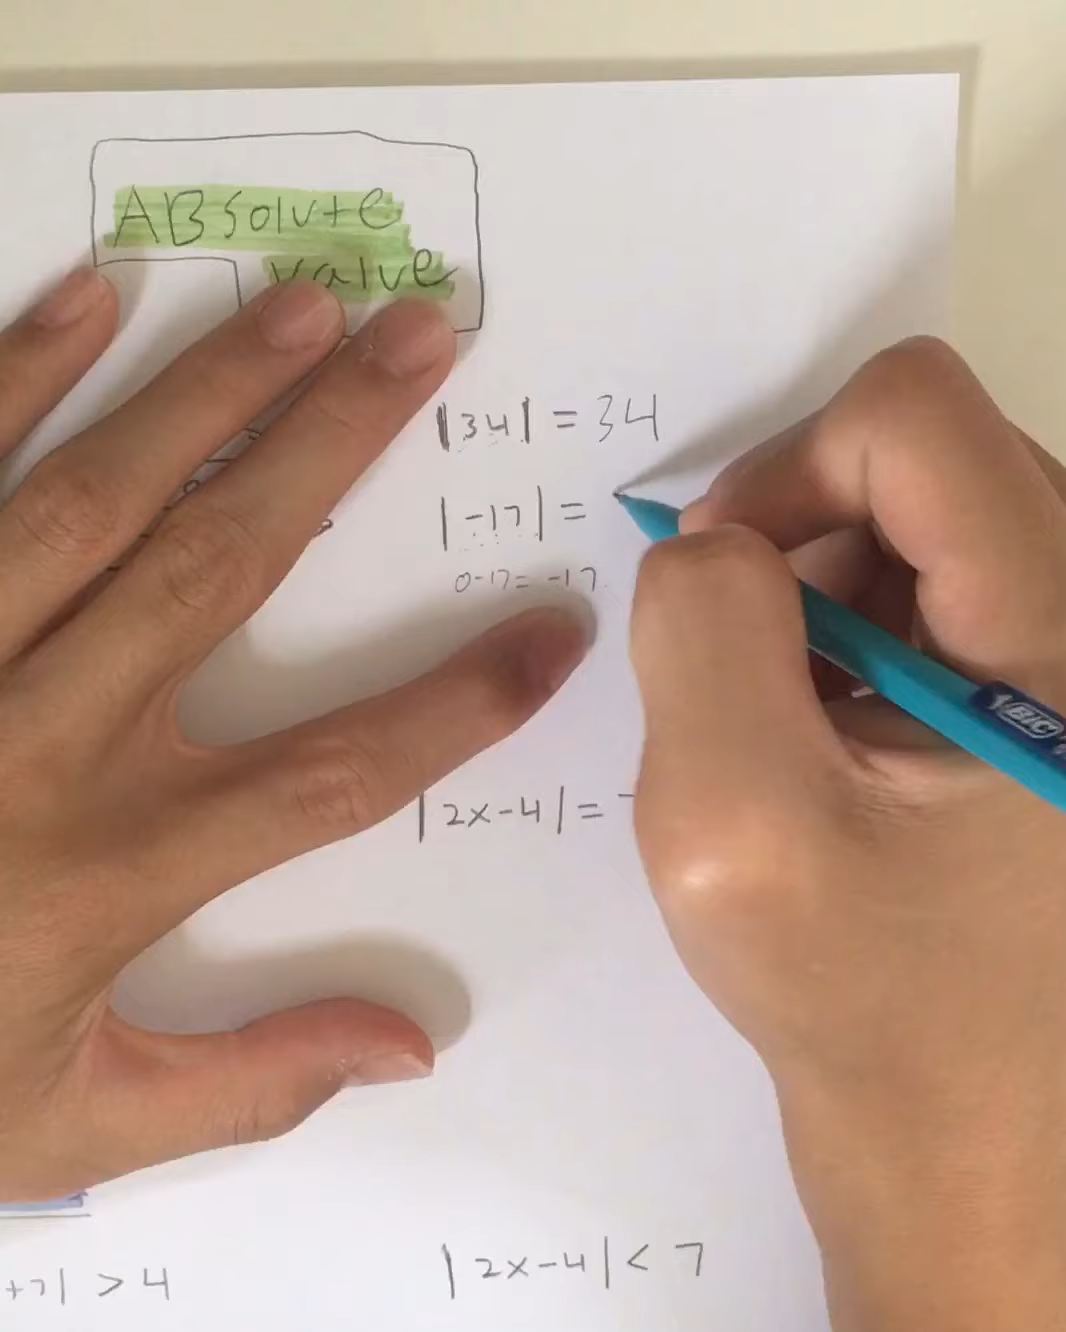 ABsolute
value
|34| = 34
|-17| =
0-17= -17
BIC
|2x-4| =
+7| > 4
|2x-4| < 7